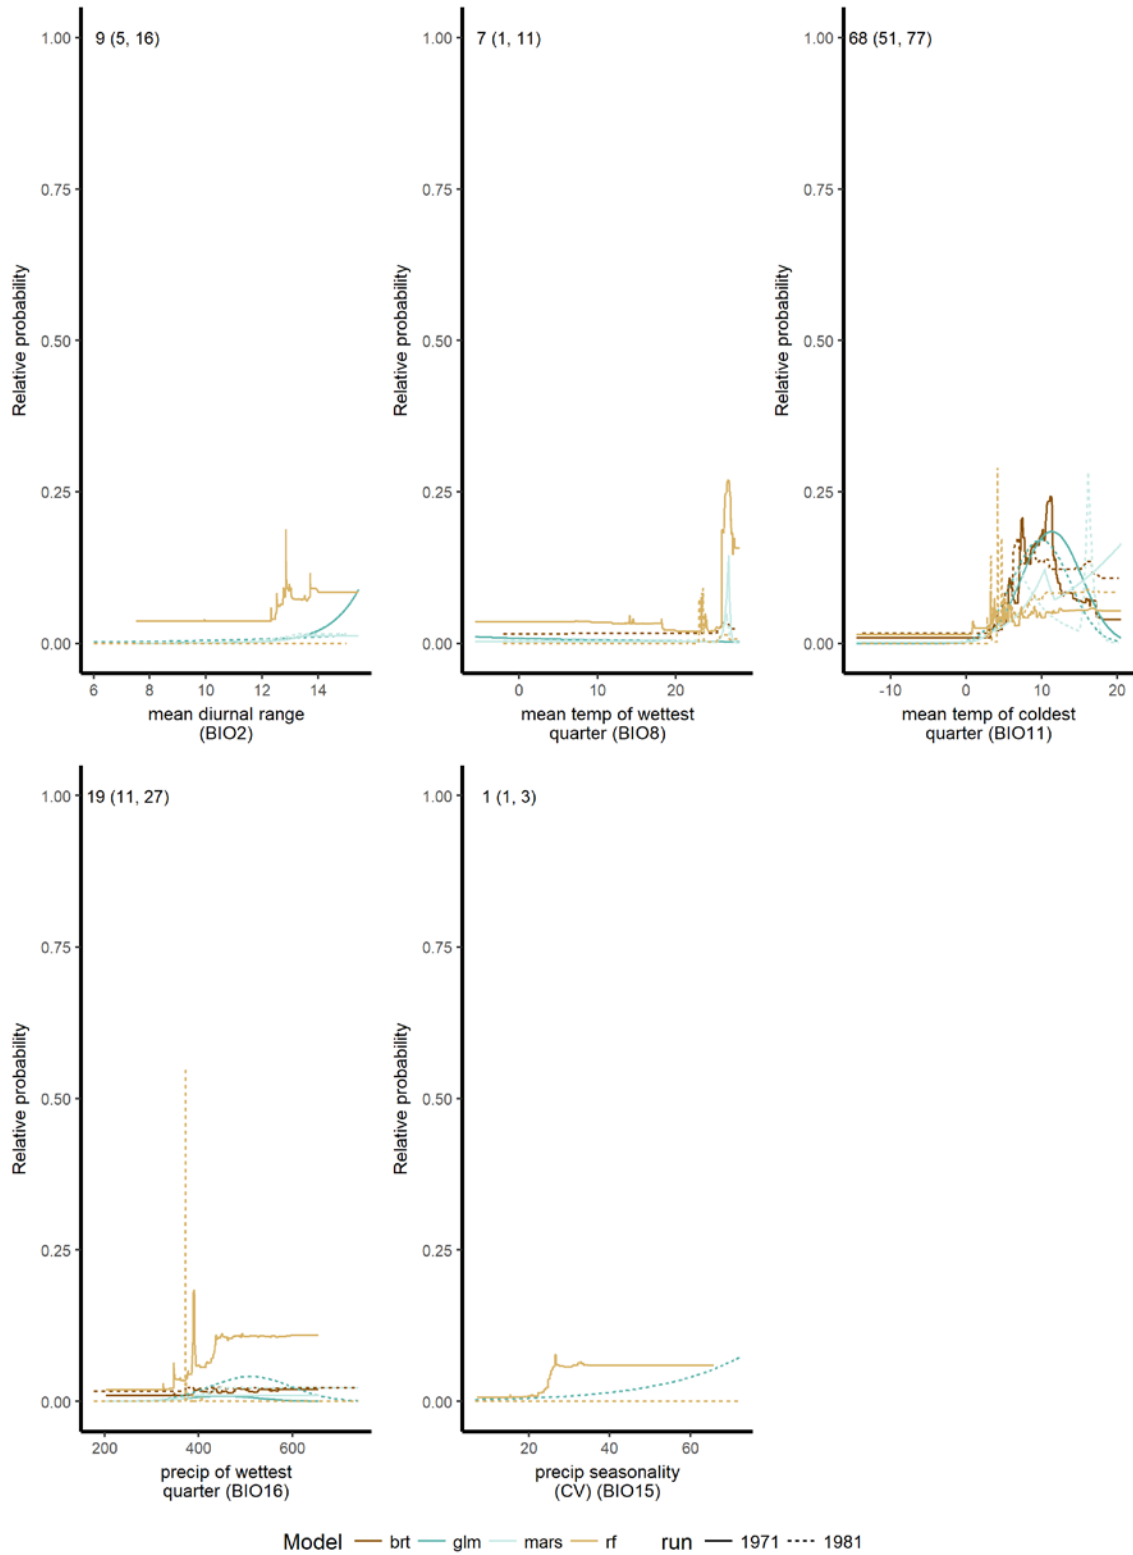 1.00
9 (5, 16)
0.75
0.50
0.25
0.00
Relative probability
6 8 10 12 14
mean diurnal range
(BIO2)
1.00
7 (1, 11)
0.75
0.50
0.25
0.00
Relative probability
0 10 20
mean temp of wettest
quarter (BIO8)
1.00
68 (51, 77)
0.75
0.50
0.25
0.00
Relative probability
-10 0 10 20
mean temp of coldest
quarter (BIO11)
1.00
19 (11, 27)
0.75
0.50
0.25
0.00
Relative probability
200 400 600
precip of wettest
quarter (BIO16)
1.00
1 (1, 3)
0.75
0.50
0.25
0.00
Relative probability
20 40 60
precip seasonality
(CV) (BIO15)
Model brt glm mars rf run 1971 1981